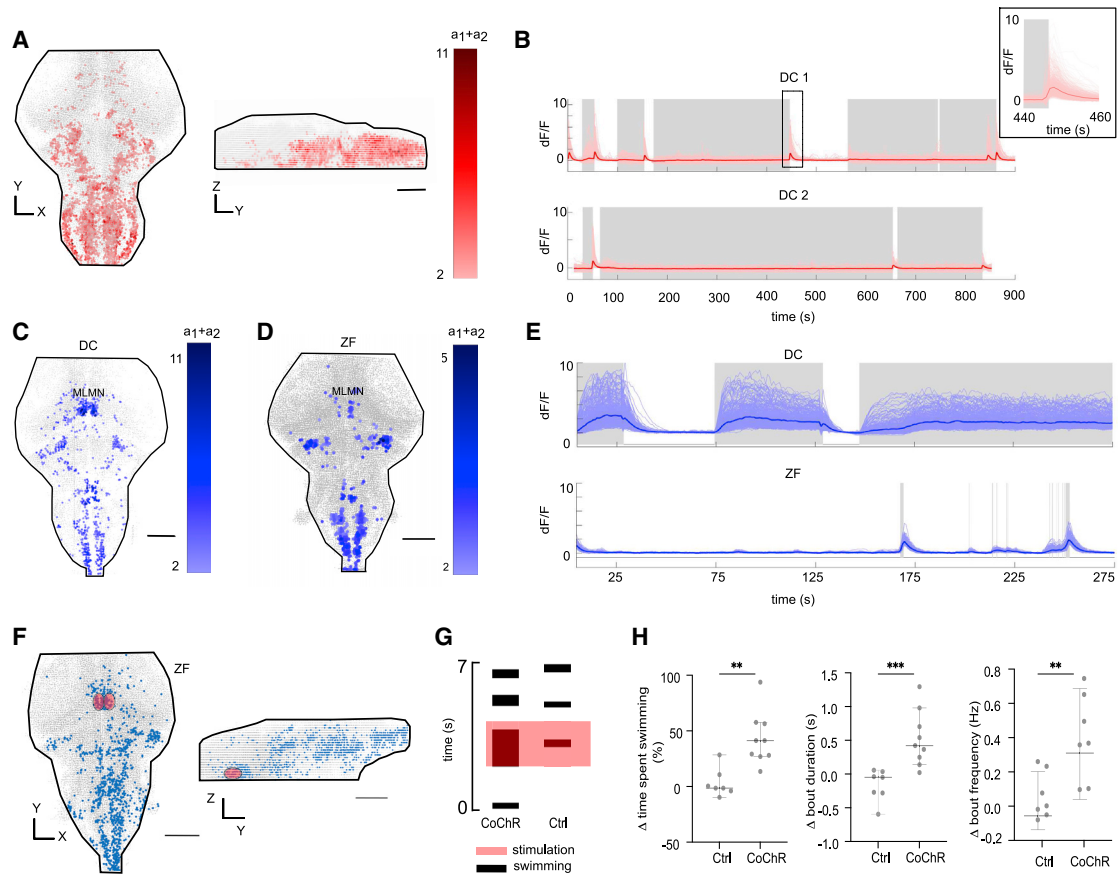 A
a1+a2
11
2
Y
X
Z
Y
B
DC 1
10
dF/F
0
10
dF/F
0
440
460
time (s)
DC 2
10
dF/F
0
0
100
200
300
400
500
600
700
800
900
time (s)
C
DC
a1+a2
11
MLMN
2
D
ZF
a1+a2
5
MLMN
2
E
DC
10
dF/F
0
ZF
10
dF/F
0
25
75
125
175
225
275
time (s)
F
ZF
Y
X
Z
Y
G
7
time (s)
0
CoChR
Ctrl
stimulation
swimming
H
**
Δ time spent swimming
(%)
100
50
0
-50
Ctrl
CoChR
***
Δ bout duration (s)
1.5
1.0
0.5
0.0
-0.5
-1.0
Ctrl
CoChR
**
Δ bout frequency (Hz)
0.8
0.6
0.4
0.2
0.0
-0.2
Ctrl
CoChR